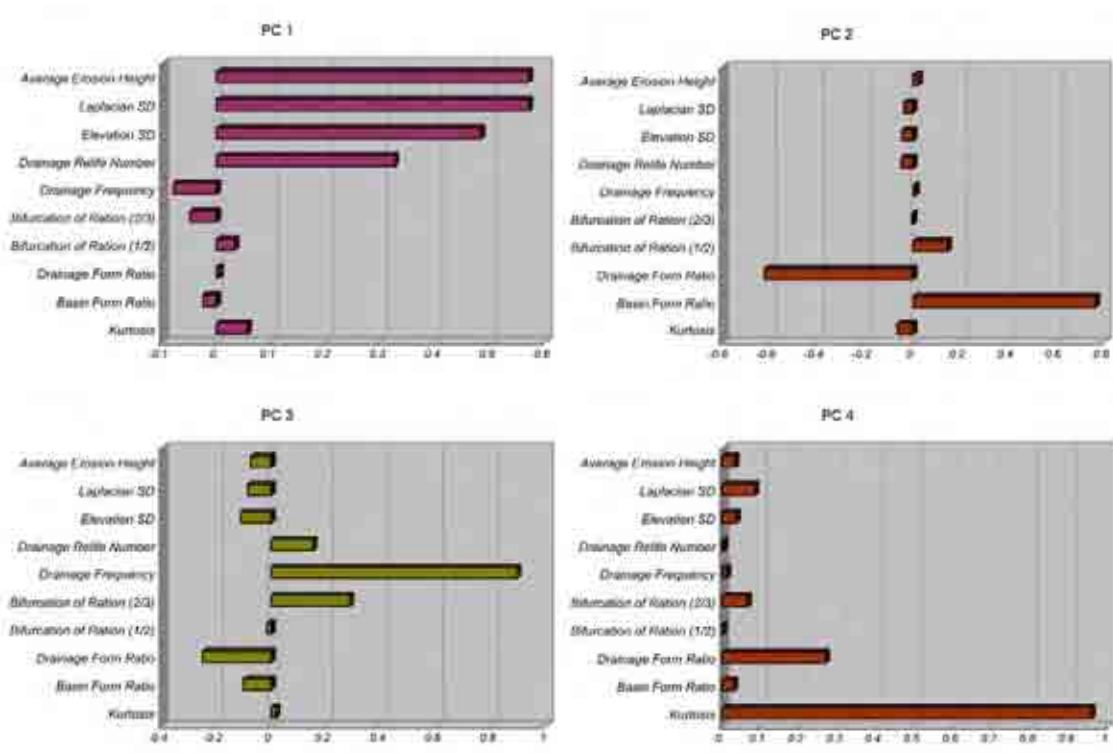 PC 1
Average Erosion Height
Laplacian SD
Elevation SD
Drainage Relife Number
Drainage Frequency
Bifurcation of Ration (2/3)
Bifurcation of Ration (1/2)
Drainage Form Ratio
Basin Form Ratio
Kurtosis
-0.1 0 0.1 0.2 0.3 0.4
PC 2
Average Erosion Height
Laplacian SD
Elevation SD
Drainage Relife Number
Drainage Frequency
Bifurcation of Ration (2/3)
Bifurcation of Ration (1/2)
Drainage Form Ratio
Basin Form Ratio
Kurtosis
-0.8 -0.6 -0.4 -0.2 0 0.2 0.4 0.6 0.8
PC 3
Average Erosion Height
Laplacian SD
Elevation SD
Drainage Relife Number
Drainage Frequency
Bifurcation of Ration (2/3)
Bifurcation of Ration (1/2)
Drainage Form Ratio
Basin Form Ratio
Kurtosis
-0.4 -0.2 0 0.2 0.4 0.6 0.8 1
PC 4
Average Erosion Height
Laplacian SD
Elevation SD
Drainage Relife Number
Drainage Frequency
Bifurcation of Ration (2/3)
Bifurcation of Ration (1/2)
Drainage Form Ratio
Basin Form Ratio
Kurtosis
0 0.1 0.2 0.3 0.4 0.5 0.6 0.7 0.8 0.9 1